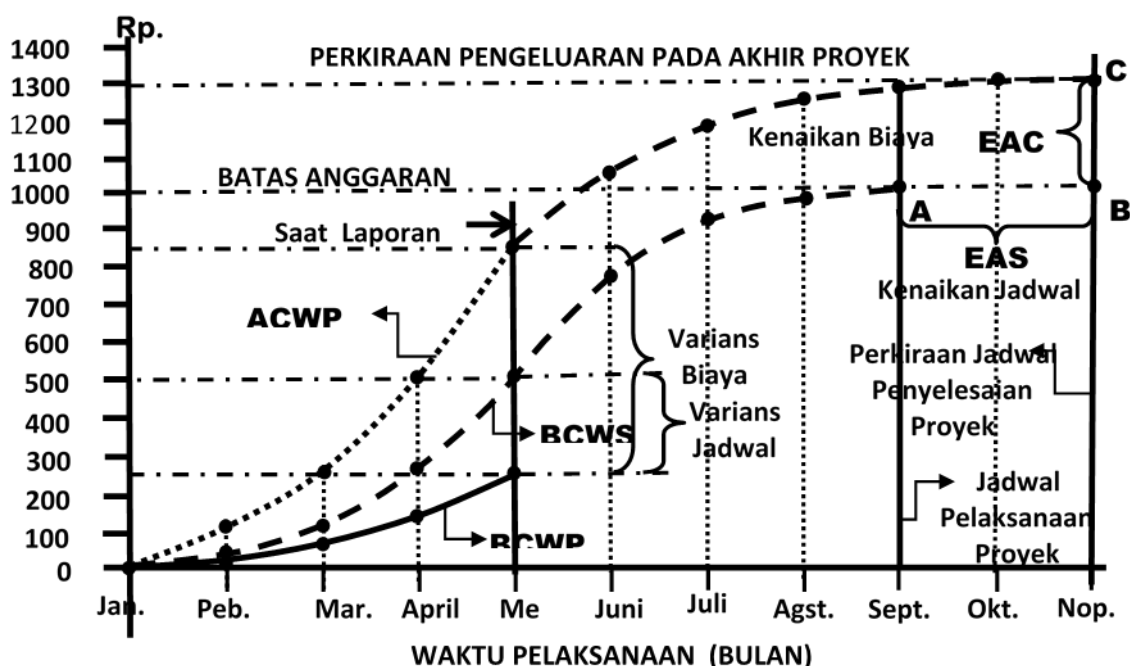 Rp.
1400
1300
1200
1100
1000
900
800
700
600
500
400
300
200
100
0
PERKIRAAN PENGELUARAN PADA AKHIR PROYEK
C
Kenaikan Biaya
EAC
BATAS ANGGARAN
A
B
Saat Laporan
EAS
Kenaikan Jadwal
ACWP
Varians
Biaya
Perkiraan Jadwal
Penyelesaian
Proyek
Varians
Jadwal
BCWS
Jadwal
Pelaksanaan
Proyek
BCWP
Jan. Peb. Mar. April Me Juni Juli Agst. Sept. Okt. Nop.
WAKTU PELAKSANAAN (BULAN)